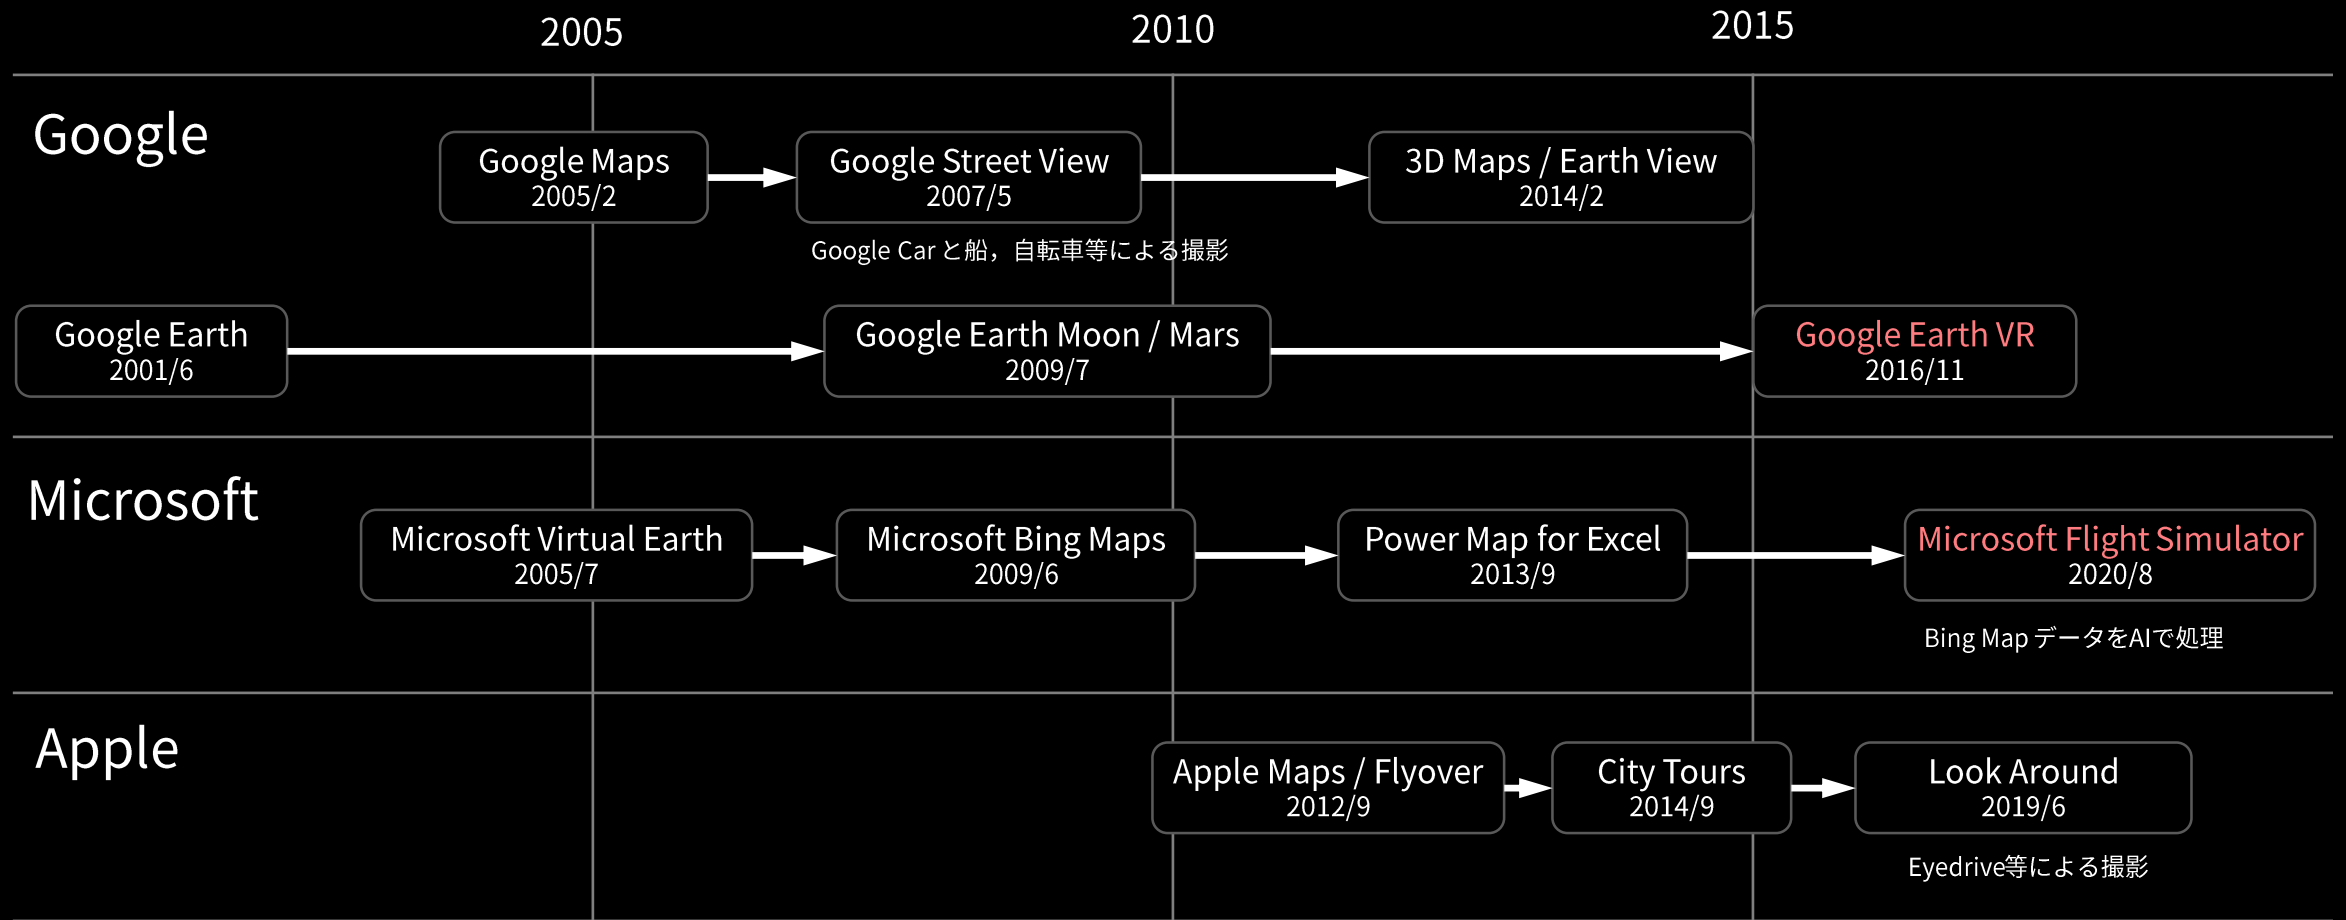 2005
2010
2015
Google
Google Maps
2005/2
Google Street View
2007/5
3D Maps / Earth View
2014/2
Google Car と船，自転車等による撮影
Google Earth
2001/6
Google Earth Moon / Mars
2009/7
Google Earth VR
2016/11
Microsoft
Microsoft Virtual Earth
2005/7
Microsoft Bing Maps
2009/6
Power Map for Excel
2013/9
Microsoft Flight Simulator
2020/8
Bing Map データをAIで処理
Apple
Apple Maps / Flyover
2012/9
City Tours
2014/9
Look Around
2019/6
Eyedrive等による撮影